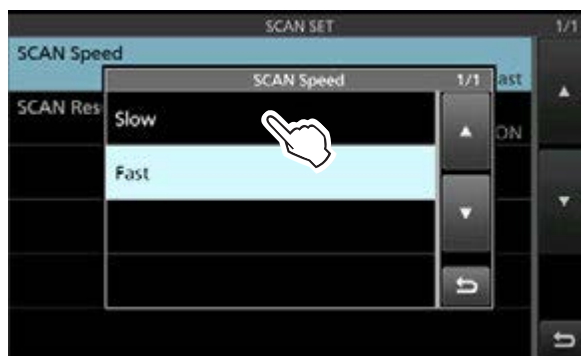 SCAN SET 1/1
SCAN Speed
SCAN Speed 1/1
ast
SCAN Res
Slow
ON
Fast